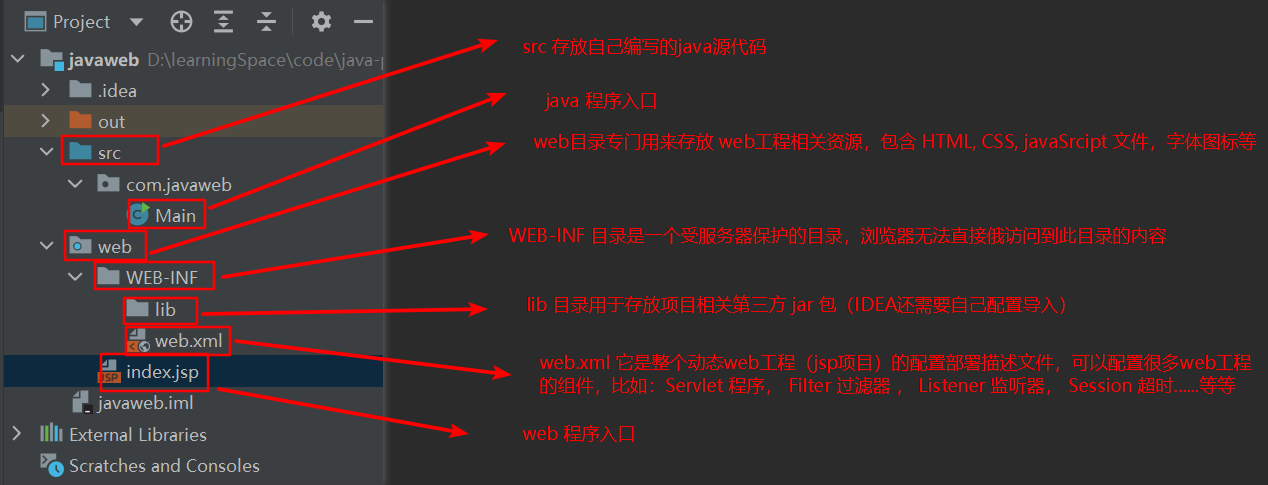 Project
javaweb D:\learningSpace\code\java-p
.idea
out
src
com.javaweb
Main
web
WEB-INF
lib
web.xml
index.jsp
javaweb.iml
External Libraries
Scratches and Consoles
src 存放自己编写的java源代码
java 程序入口
web目录专门用来存放 web工程相关资源，包含 HTML, CSS, javaSrcipt 文件，字体图标等
WEB-INF 目录是一个受服务器保护的目录，浏览器无法直接俄访问到此目录的内容
lib 目录用于存放项目相关第三方 jar 包（IDEA还需要自己配置导入）
web.xml 它是整个动态web工程（jsp项目）的配置部署描述文件，可以配置很多web工程
的组件，比如：Servlet 程序， Filter 过滤器 ， Listener 监听器， Session 超时......等等
web 程序入口